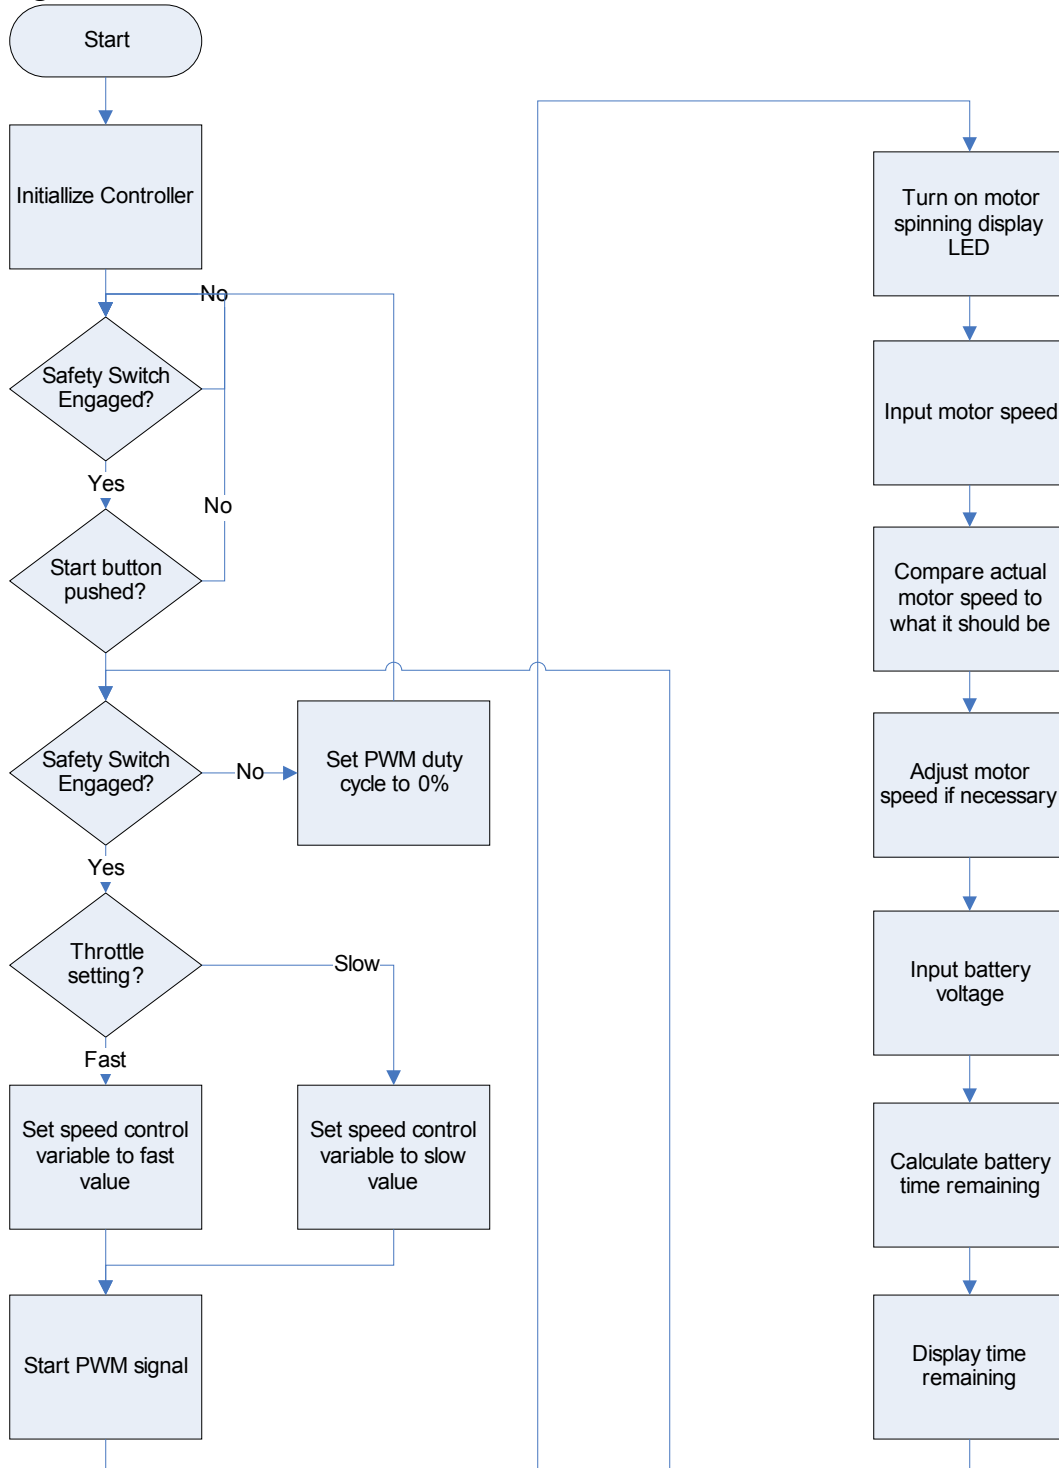 Start
Initiallize Controller
No
Safety Switch
Engaged?
Yes
No
Start button
pushed?
Safety Switch
Engaged?
No
Set PWM duty
cycle to 0%
Yes
Throttle
setting?
Slow
Fast
Set speed control
variable to fast
value
Set speed control
variable to slow
value
Start PWM signal
Turn on motor
spinning display
LED
Input motor speed
Compare actual
motor speed to
what it should be
Adjust motor
speed if necessary
Input battery
voltage
Calculate battery
time remaining
Display time
remaining